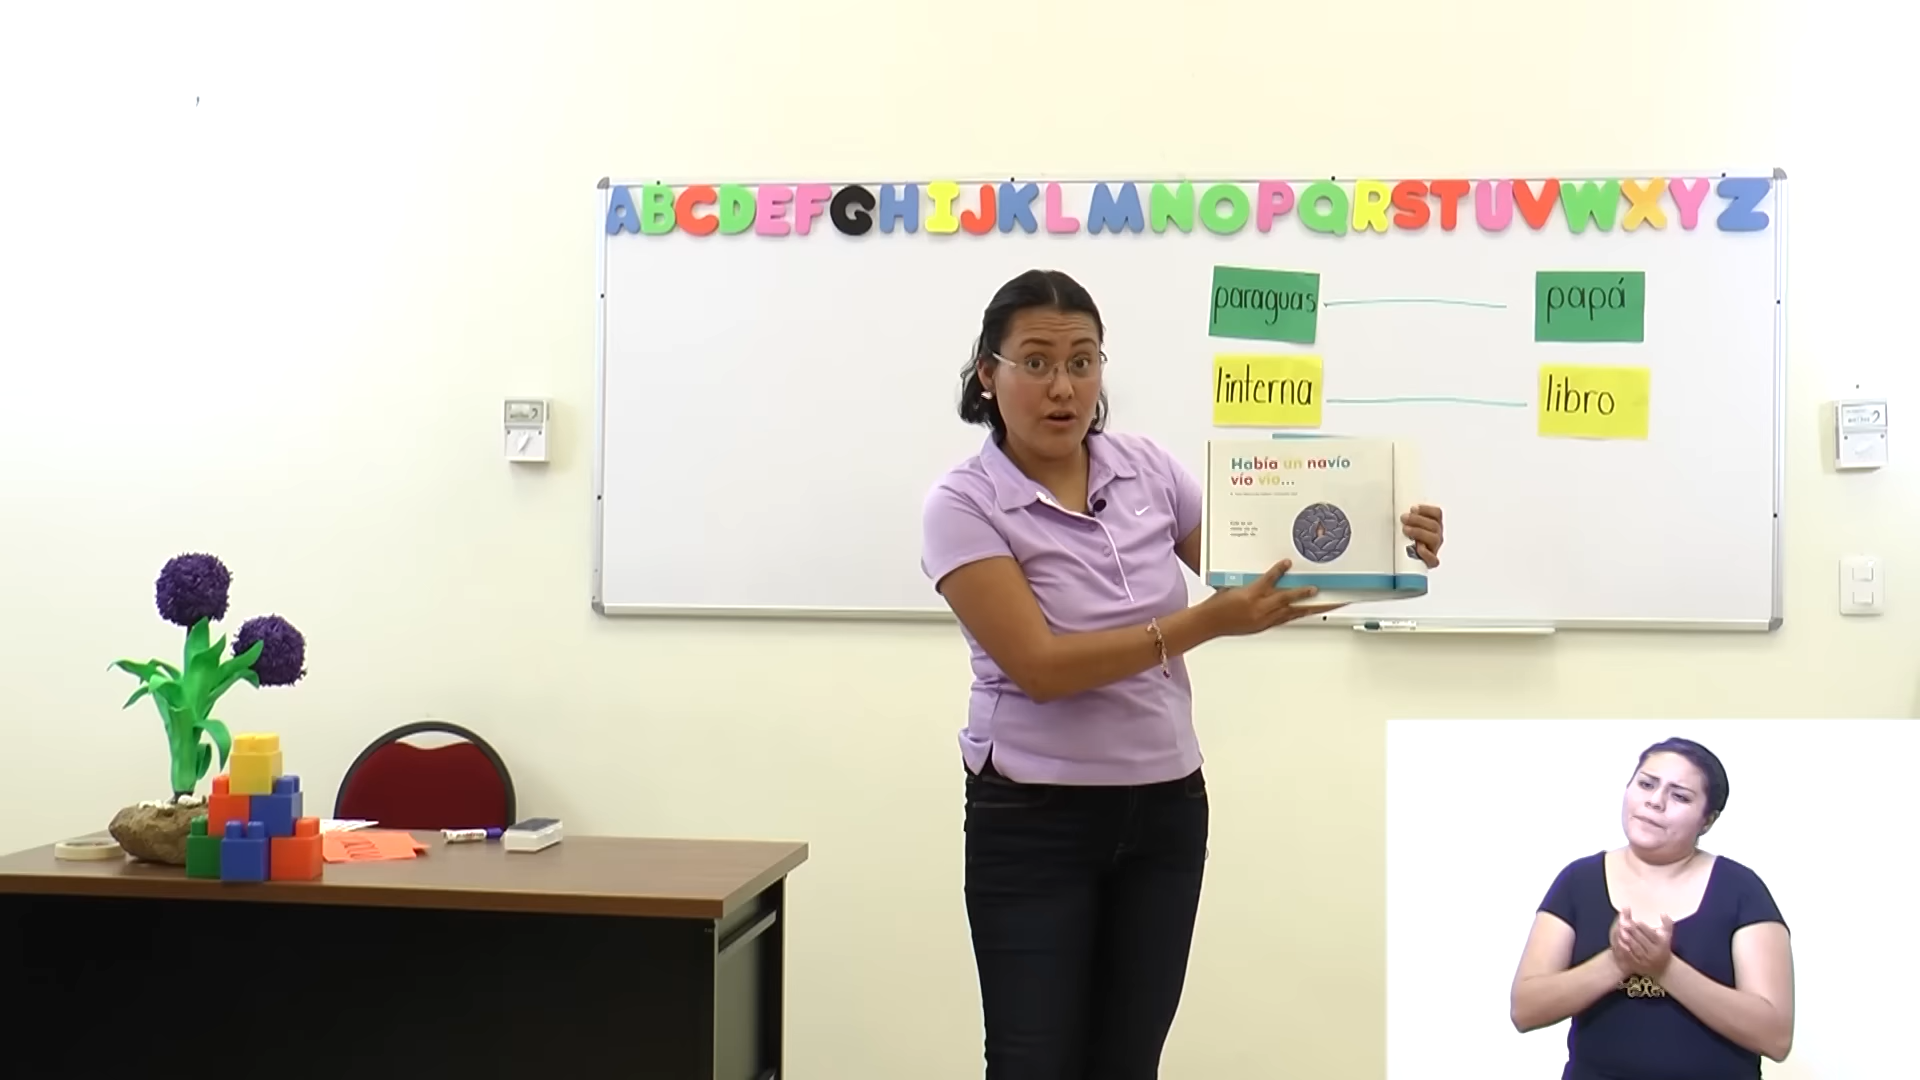 ABCDEFGHIJKLMNOPQRSTUVWXYZ
paraguas
papá
linterna
libro
Había un navío
vío vío...